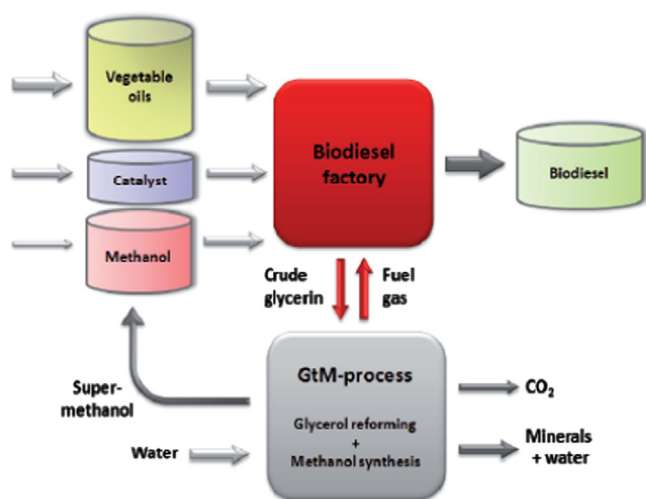 Vegetable
oils
Catalyst
Methanol
Biodiesel
factory
Biodiesel
Crude
glycerin
Fuel
gas
Super-
methanol
Water
GtM-process
Glycerol reforming
+
Methanol synthesis
CO₂
Minerals
+ water